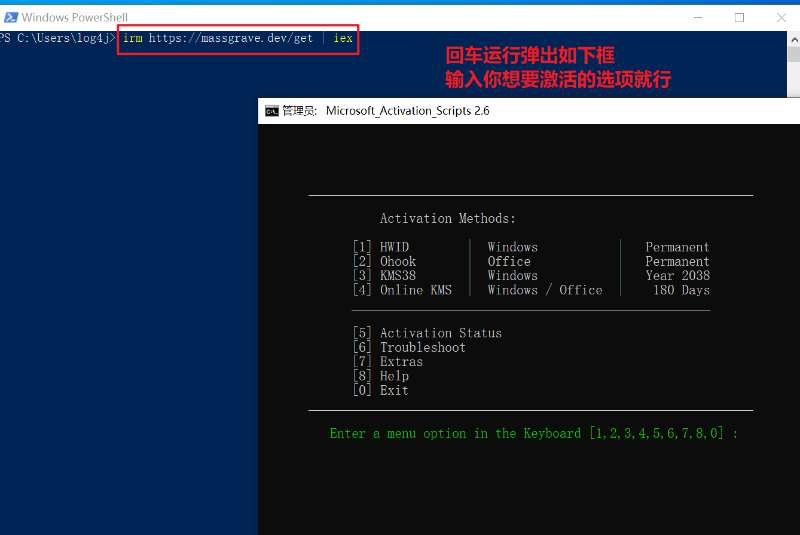 Windows PowerShell
PS C:\Users\log4j> irm https://massgrave.dev/get | iex
回车运行弹出如下框
输入你想要激活的选项就行
管理员: Microsoft_Activation_Scripts 2.6
Activation Methods:
[1] HWID | Windows | Permanent
[2] Ohook | Office | Permanent
[3] KMS38 | Windows | Year 2038
[4] Online KMS | Windows / Office | 180 Days
[5] Activation Status
[6] Troubleshoot
[7] Extras
[8] Help
[0] Exit
Enter a menu option in the Keyboard [1,2,3,4,5,6,7,8,0] :